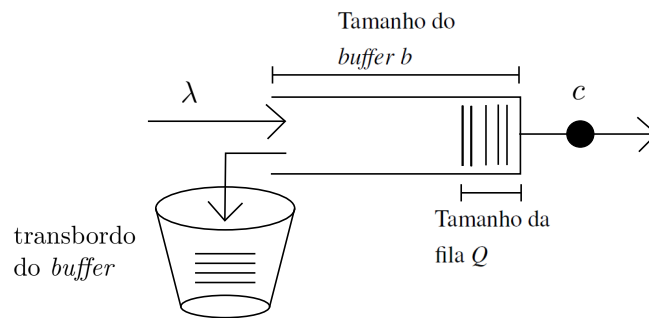 Tamanho do
buffer b
λ
c
Tamanho da
fila Q
transbordo
do buffer